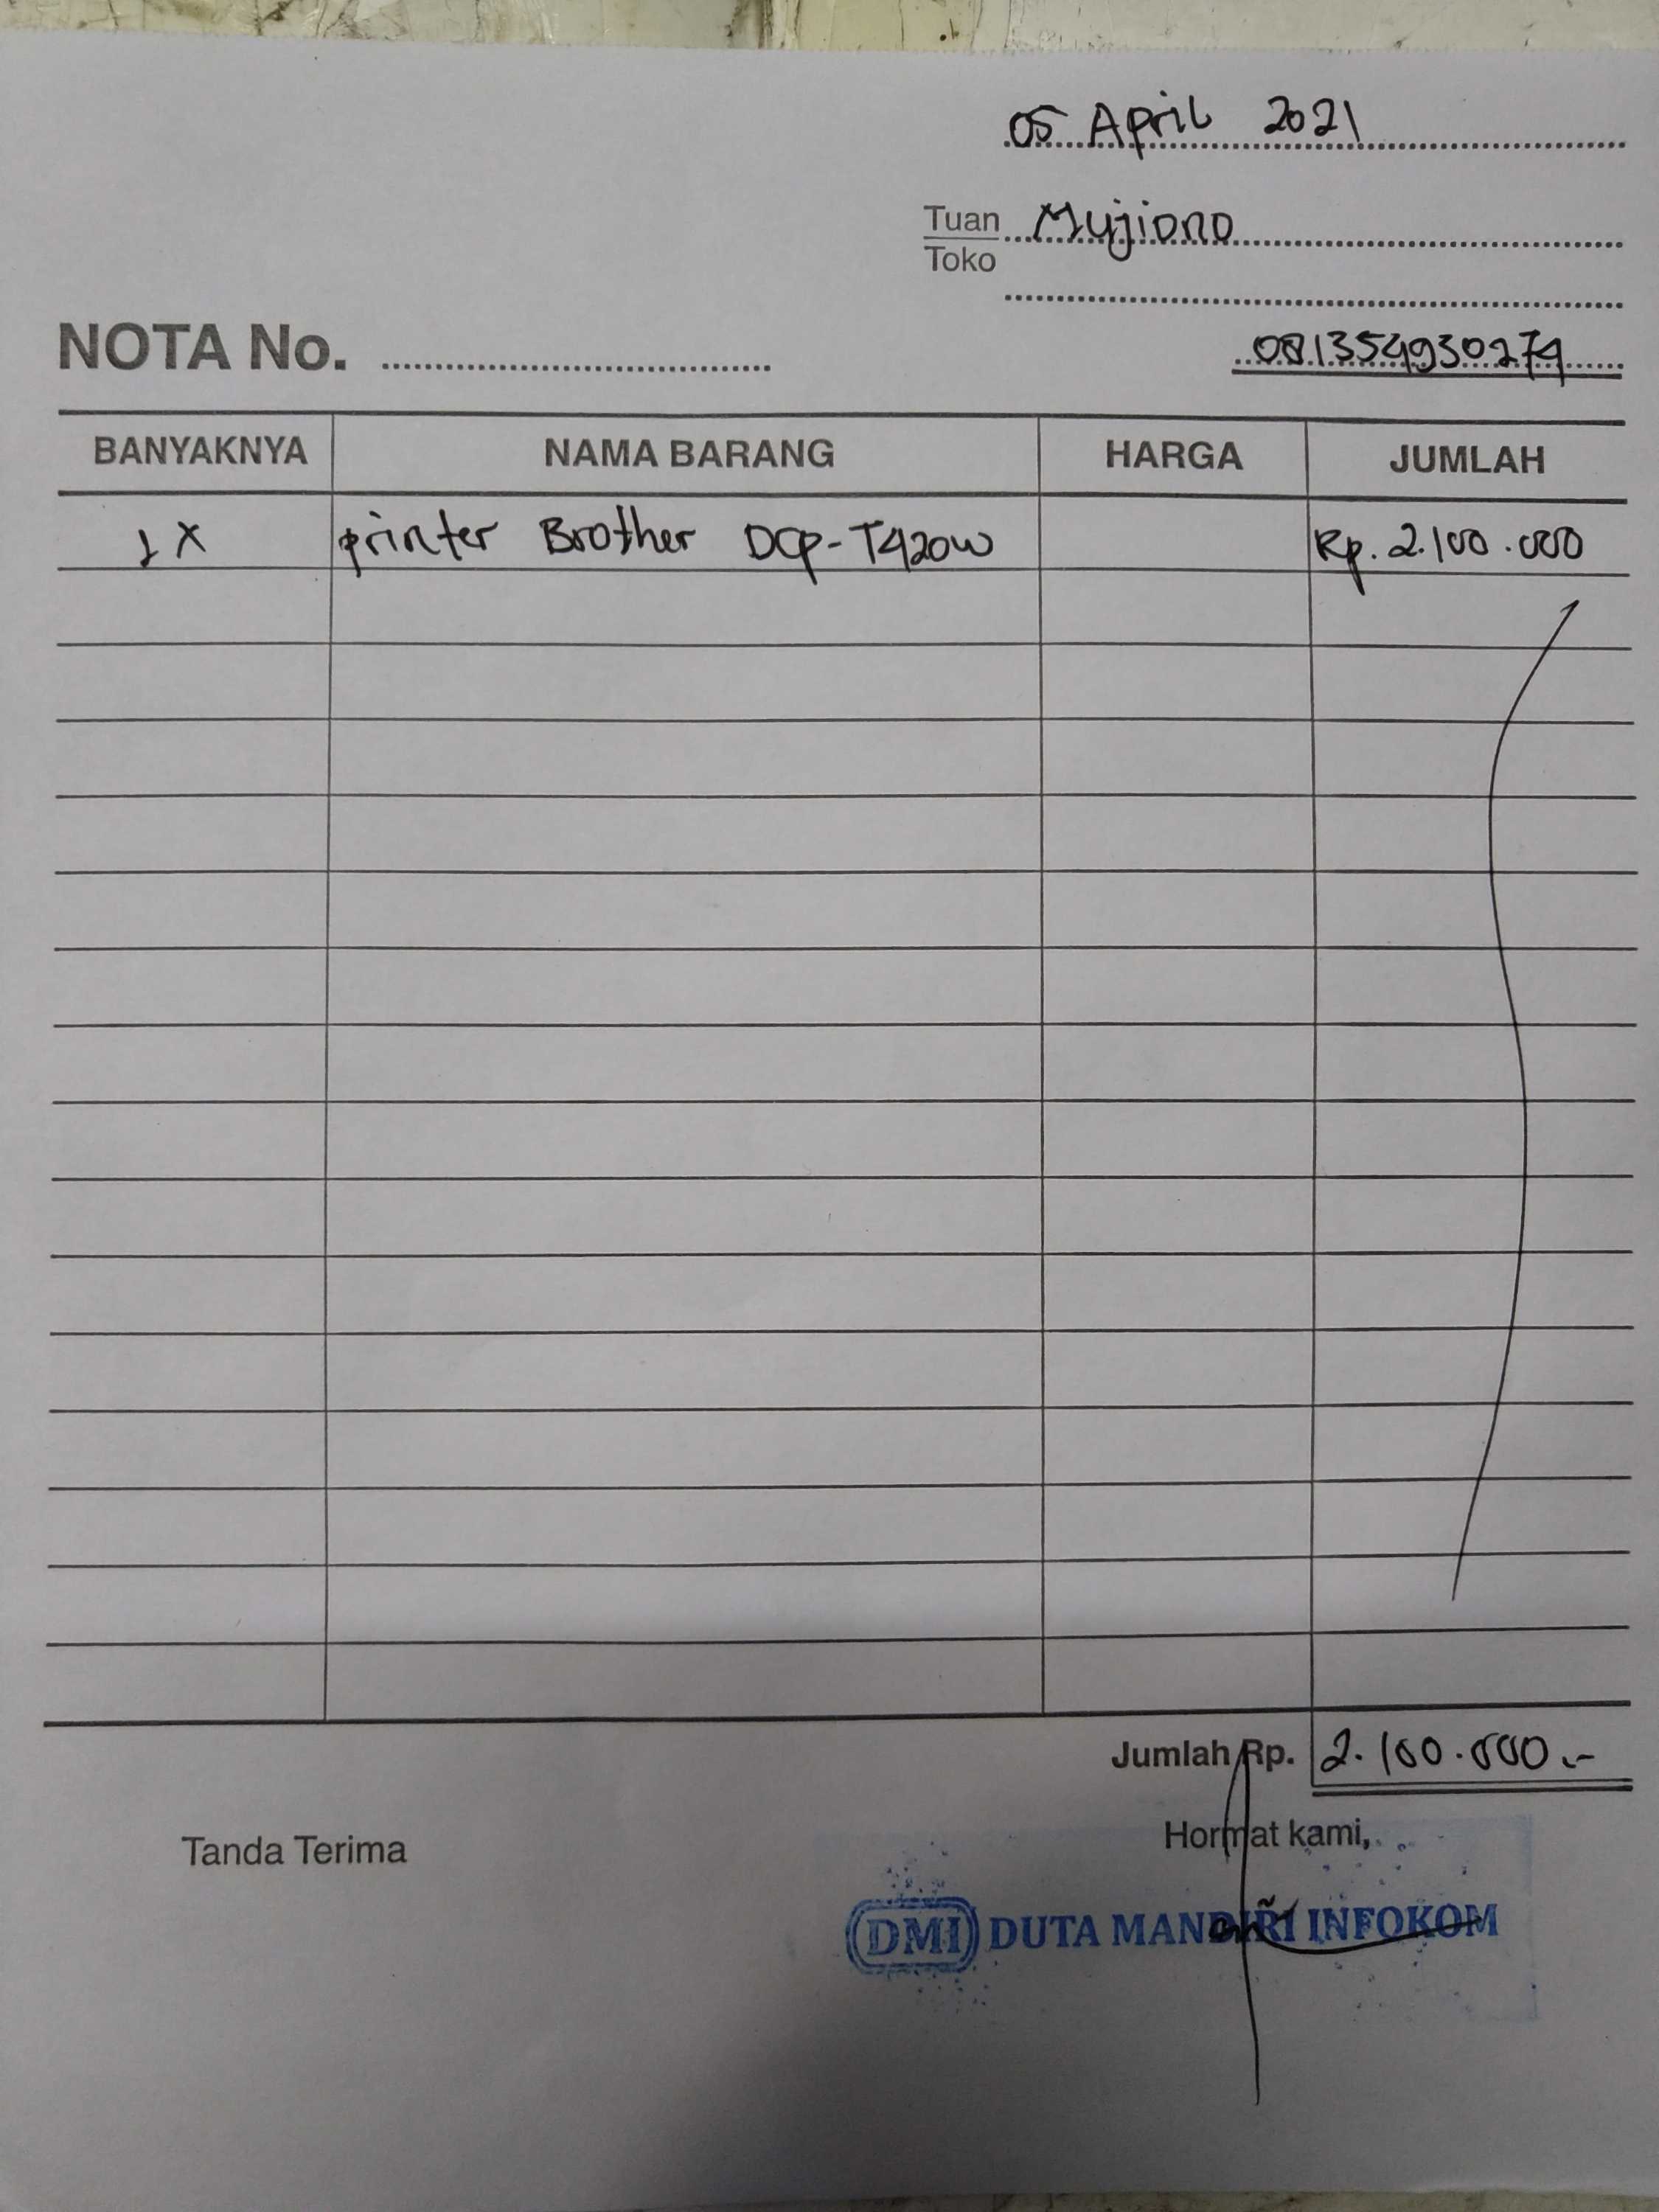 05 April 2021
Tuan Mujiono
Toko
NOTA No.
081354930274
BANYAKNYA NAMA BARANG HARGA JUMLAH
1 X printer Brother DCP-T420W Rp. 2.100.000
Jumlah Rp. 2.100.000.-
Tanda Terima
Hormat kami,
DMI DUTA MANDIRI INFOKOM